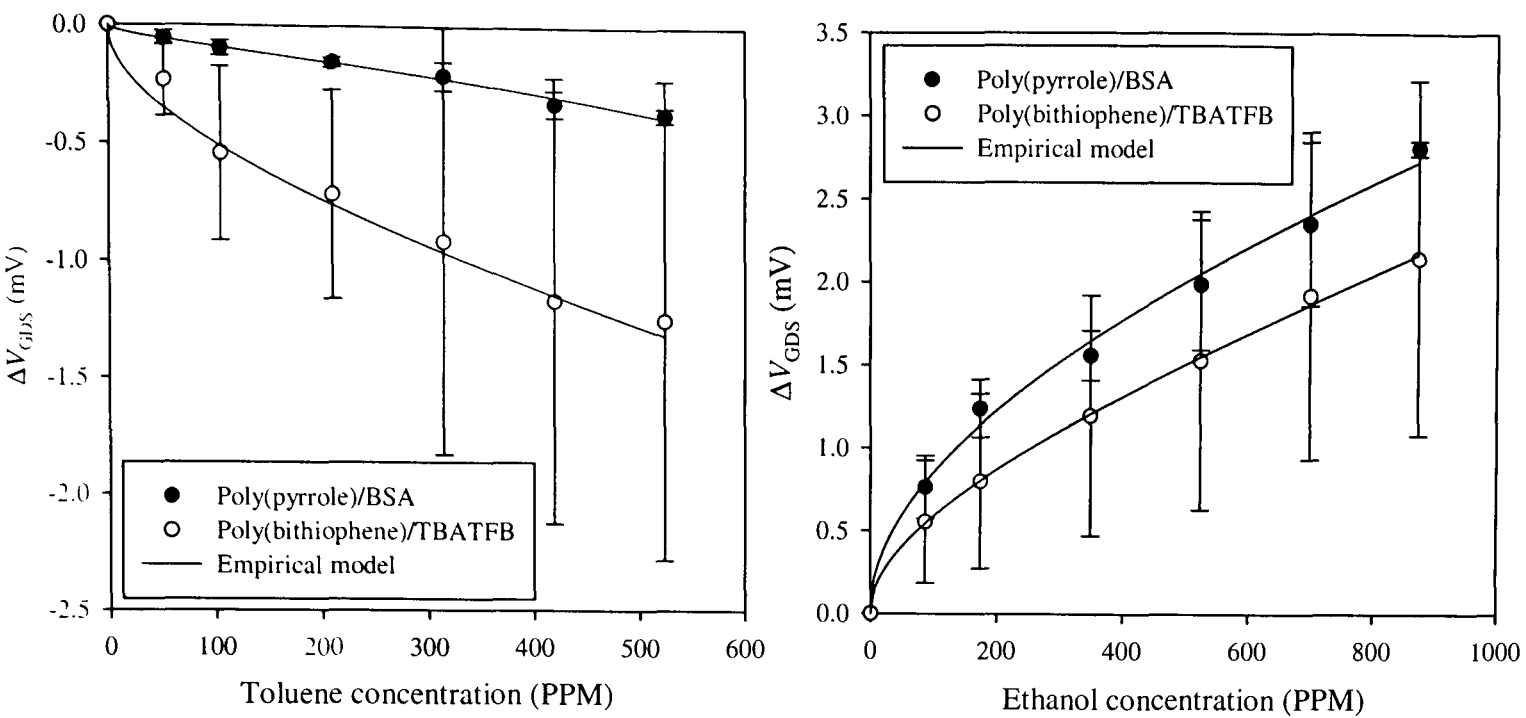 0.0
-0.5
-1.0
-1.5
-2.0
-2.5
ΔV_GDS (mV)
Poly(pyrrole)/BSA
Poly(bithiophene)/TBATFB
Empirical model
0 100 200 300 400 500 600
Toluene concentration (PPM)
3.5
3.0
2.5
2.0
1.5
1.0
0.5
0.0
ΔV_GDS (mV)
Poly(pyrrole)/BSA
Poly(bithiophene)/TBATFB
Empirical model
0 200 400 600 800 1000
Ethanol concentration (PPM)